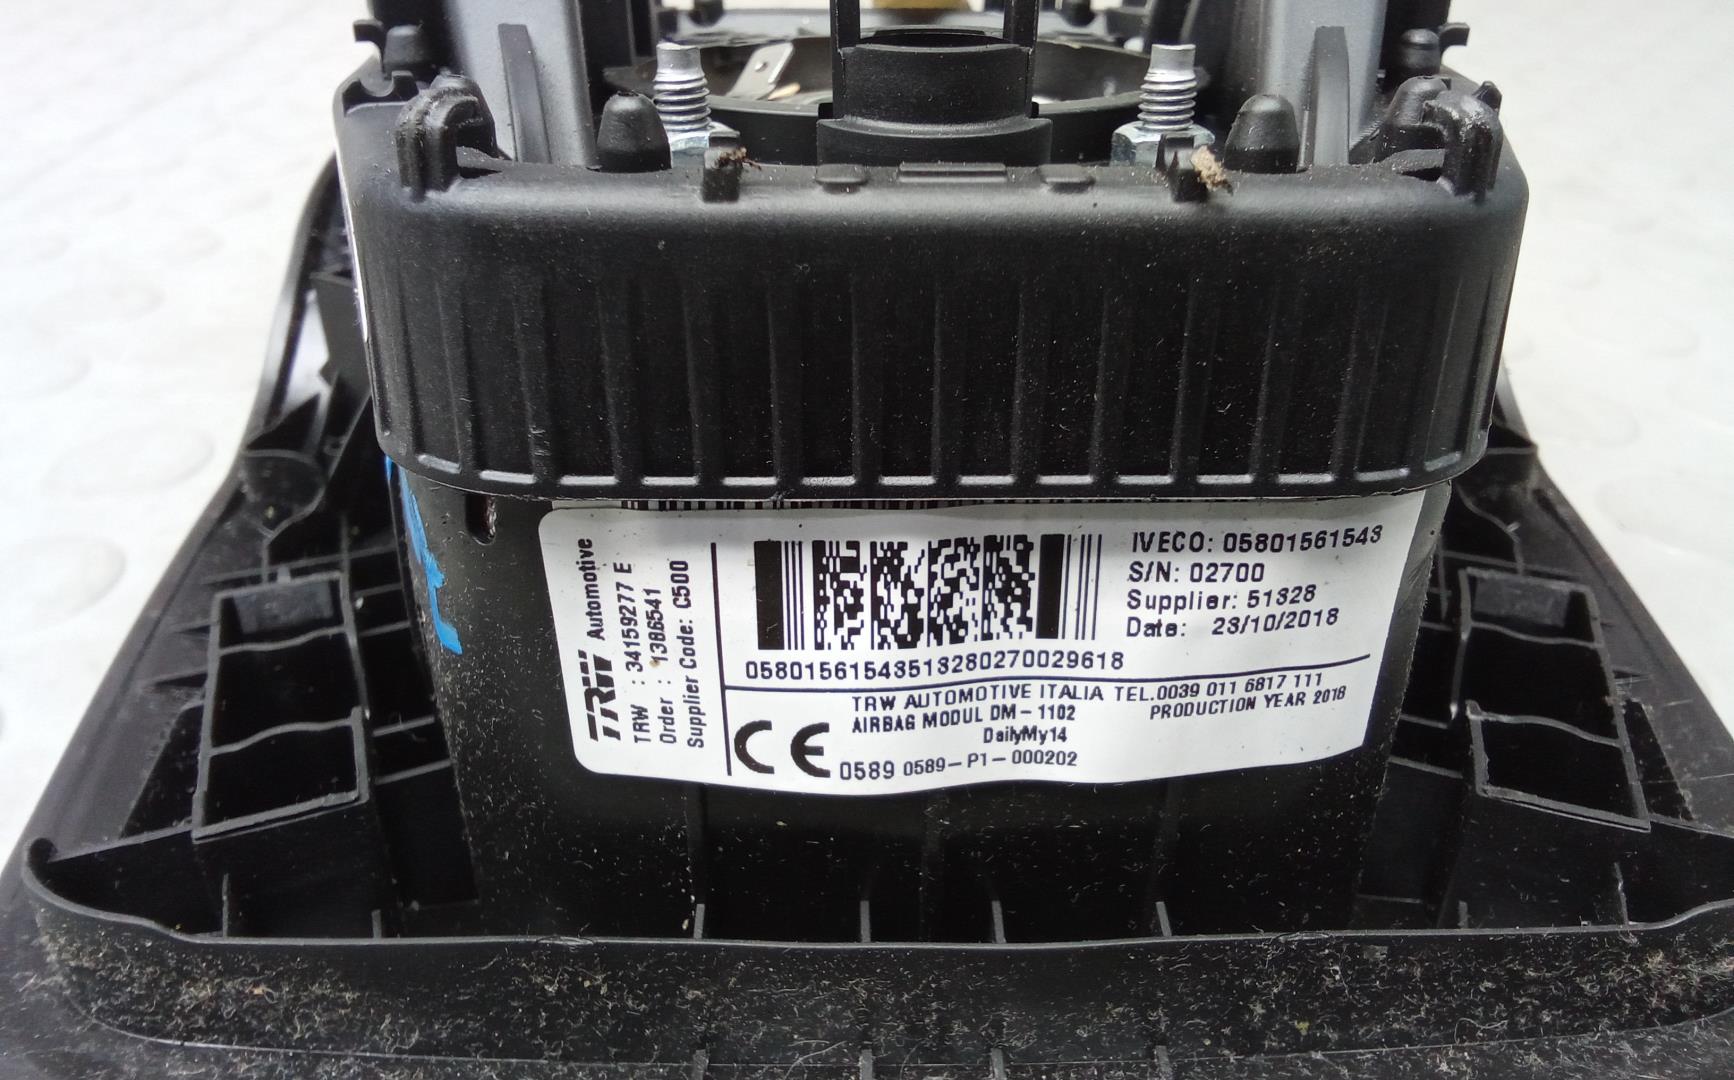 TRW Automotive
TRW : 34159277 E
Order : 1386541
Supplier Code: C500
IVECO: 05801561543
S/N: 02700
Supplier: 51328
Date: 23/10/2018
0580156154351328027002​9618
TRW AUTOMOTIVE ITALIA TEL.0039 011 6817 111
AIRBAG MODUL DM-1102
PRODUCTION YEAR 2018
DailyMy14
CE 0589 0589-P1-000202